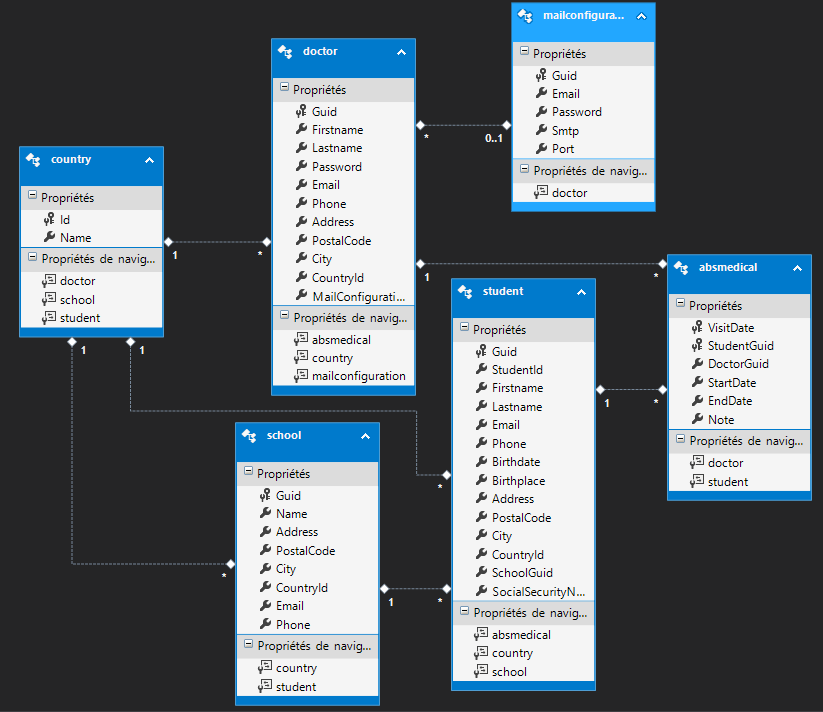 mailconfigura...
Propriétés
Guid
Email
Password
Smtp
Port
Propriétés de navig...
doctor
doctor
Propriétés
Guid
Firstname
Lastname
Password
Email
Phone
Address
PostalCode
City
CountryId
MailConfigurati...
Propriétés de navig...
absmedical
country
mailconfiguration
* 0..1
country
Propriétés
Id
Name
Propriétés de navig...
doctor
school
student
1 *
1 *
absmedical
Propriétés
VisitDate
StudentGuid
DoctorGuid
StartDate
EndDate
Note
Propriétés de navig...
doctor
student
student
Propriétés
Guid
StudentId
Firstname
Lastname
Email
Phone
Birthdate
Birthplace
Address
PostalCode
City
CountryId
SchoolGuid
SocialSecurityN...
Propriétés de navig...
absmedical
country
school
1 *
1 1
*
*
school
Propriétés
Guid
Name
Address
PostalCode
City
CountryId
Email
Phone
Propriétés de navig...
country
student
1 *